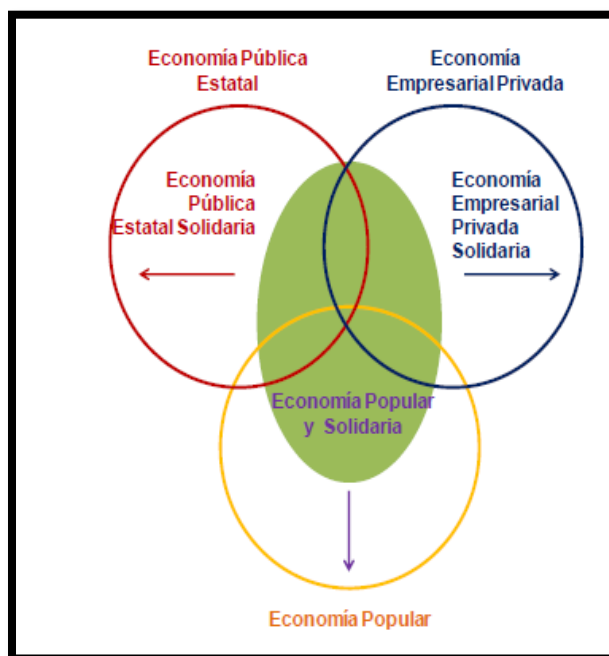 Economía Pública
Estatal
Economía
Empresarial Privada
Economía
Pública
Estatal Solidaria
Economía
Empresarial
Privada
Solidaria
Economía Popular
y Solidaria
Economía Popular